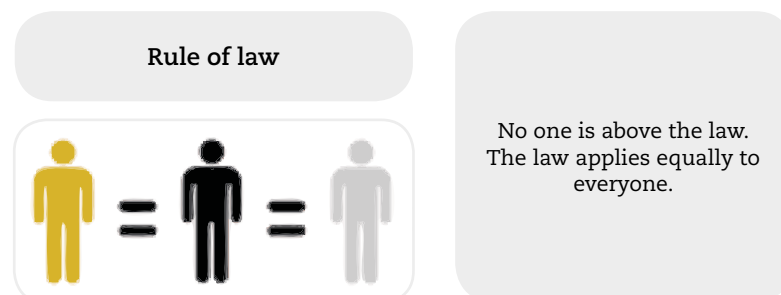 Rule of law
No one is above the law.
The law applies equally to
everyone.